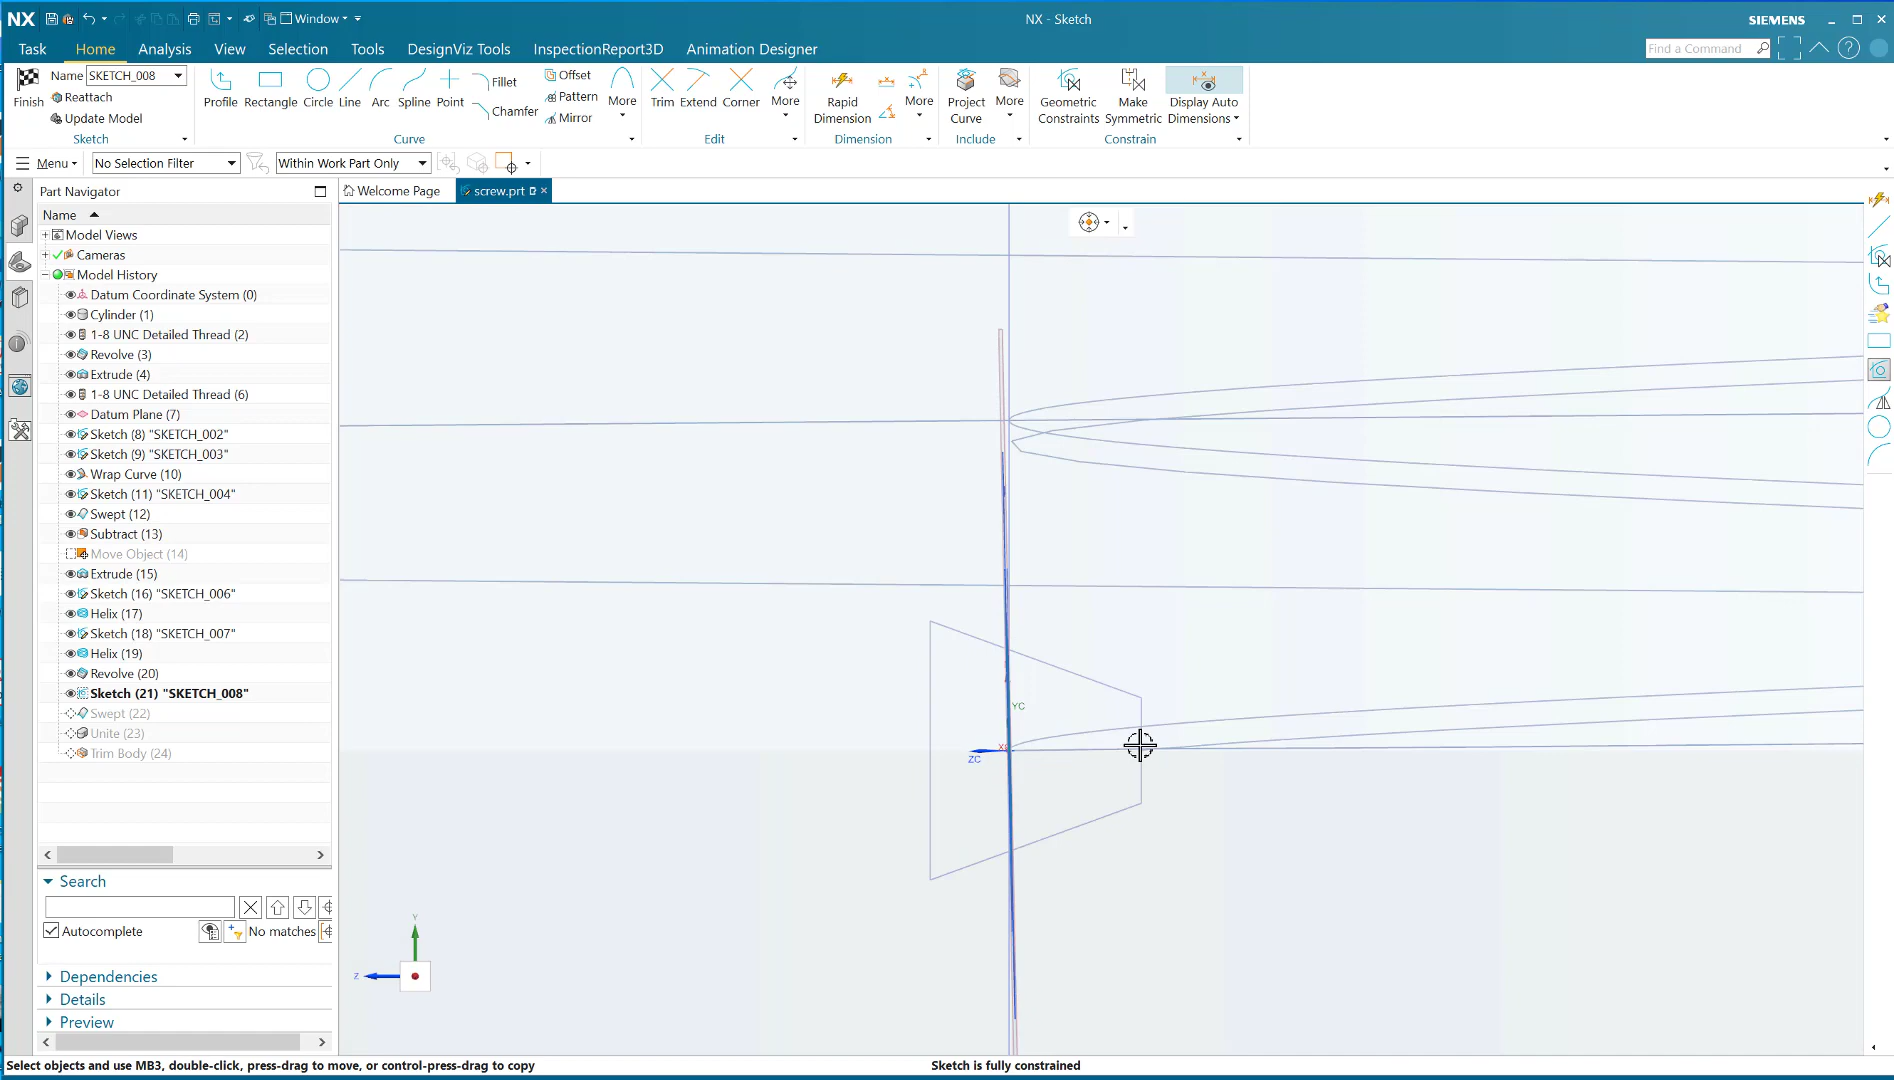 NX
Window
NX - Sketch
SIEMENS
Task
Home
Analysis
View
Selection
Tools
DesignViz Tools
InspectionReport3D
Animation Designer
Find a Command
Finish
Name SKETCH_008
Reattach
Update Model
Sketch
Profile
Rectangle
Circle
Line
Arc
Spline
Point
Fillet
Chamfer
Offset
Pattern
Mirror
More
Curve
Trim
Extend
Corner
More
Edit
Rapid Dimension
More
Dimension
Project Curve
More
Include
Geometric Constraints
Make Symmetric
Display Auto Dimensions
Constrain
Menu
No Selection Filter
Within Work Part Only
Part Navigator
Welcome Page
screw.prt
Name
Model Views
Cameras
Model History
Datum Coordinate System (0)
Cylinder (1)
1-8 UNC Detailed Thread (2)
Revolve (3)
Extrude (4)
1-8 UNC Detailed Thread (6)
Datum Plane (7)
Sketch (8) "SKETCH_002"
Sketch (9) "SKETCH_003"
Wrap Curve (10)
Sketch (11) "SKETCH_004"
Swept (12)
Subtract (13)
Move Object (14)
Extrude (15)
Sketch (16) "SKETCH_006"
Helix (17)
Sketch (18) "SKETCH_007"
Helix (19)
Revolve (20)
Sketch (21) "SKETCH_008"
Swept (22)
Unite (23)
Trim Body (24)
YC
ZC
Y
Z
Search
Autocomplete
No matches
Dependencies
Details
Preview
Select objects and use MB3, double-click, press-drag to move, or control-press-drag to copy
Sketch is fully constrained